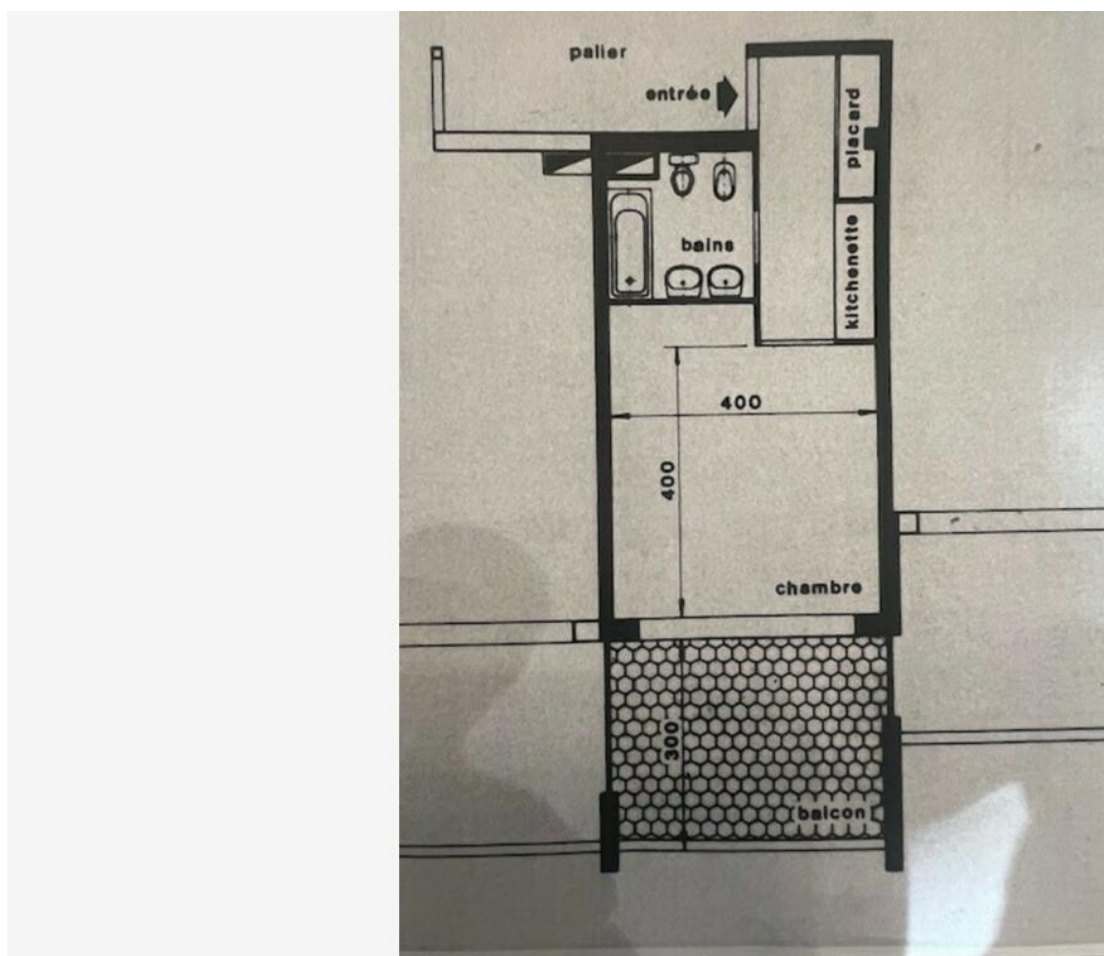 palier
entrée
placard
bains
kitchenette
400
400
chambre
300
balcon